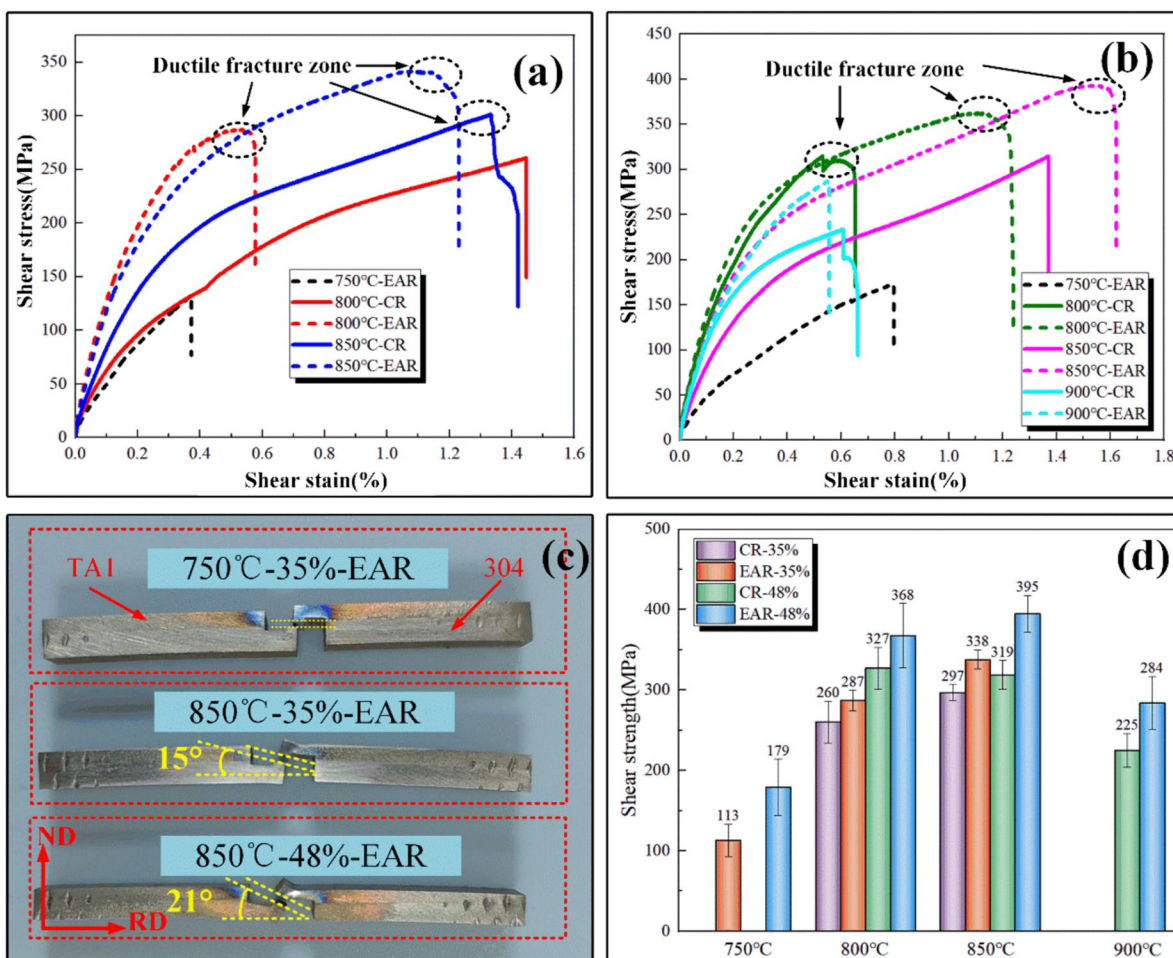 (a)
Ductile fracture zone
Shear stress(MPa)
350
300
250
200
150
100
50
0
750℃-EAR
800℃-CR
800℃-EAR
850℃-CR
850℃-EAR
0.0 0.2 0.4 0.6 0.8 1.0 1.2 1.4 1.6
Shear stain(%)
(b)
Ductile fracture zone
Shear stress(MPa)
450
400
350
300
250
200
150
100
50
0
750℃-EAR
800℃-CR
800℃-EAR
850℃-CR
850℃-EAR
900℃-CR
900℃-EAR
0.0 0.2 0.4 0.6 0.8 1.0 1.2 1.4 1.6 1.8
Shear stain(%)
(c)
TA1
750℃-35%-EAR
304
850℃-35%-EAR
15°
850℃-48%-EAR
21°
ND
RD
(d)
Shear strength(MPa)
500
400
300
200
100
0
CR-35%
EAR-35%
CR-48%
EAR-48%
113
179
260
287
327
368
297
338
319
395
225
284
750℃ 800℃ 850℃ 900℃